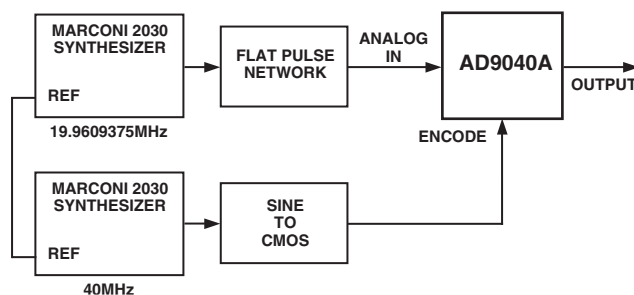 MARCONI 2030
SYNTHESIZER
REF
19.9609375MHz
FLAT PULSE
NETWORK
ANALOG
IN
AD9040A
OUTPUT
ENCODE
MARCONI 2030
SYNTHESIZER
REF
40MHz
SINE
TO
CMOS